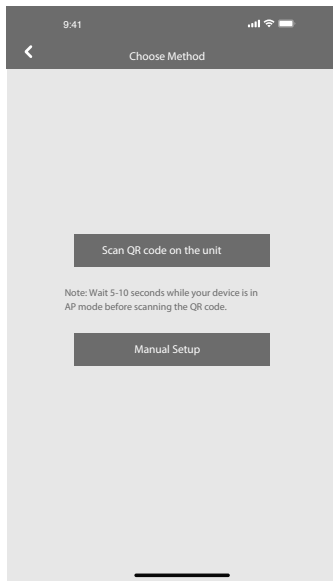 9:41
Choose Method
Scan QR code on the unit
Note: Wait 5-10 seconds while your device is in
AP mode before scanning the QR code.
Manual Setup